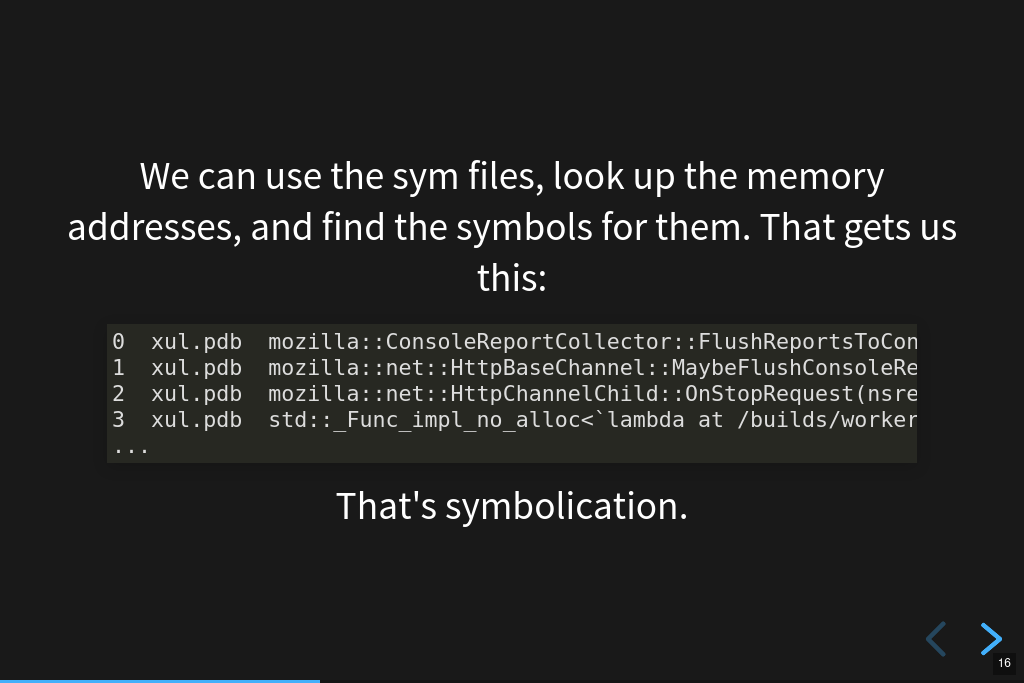 We can use the sym files, look up the memory
addresses, and find the symbols for them. That gets us
this:
0  xul.pdb  mozilla::ConsoleReportCollector::FlushReportsToCon
1  xul.pdb  mozilla::net::HttpBaseChannel::MaybeFlushConsoleRe
2  xul.pdb  mozilla::net::HttpChannelChild::OnStopRequest(nsre
3  xul.pdb  std::_Func_impl_no_alloc<`lambda at /builds/worker
...
That's symbolication.
16